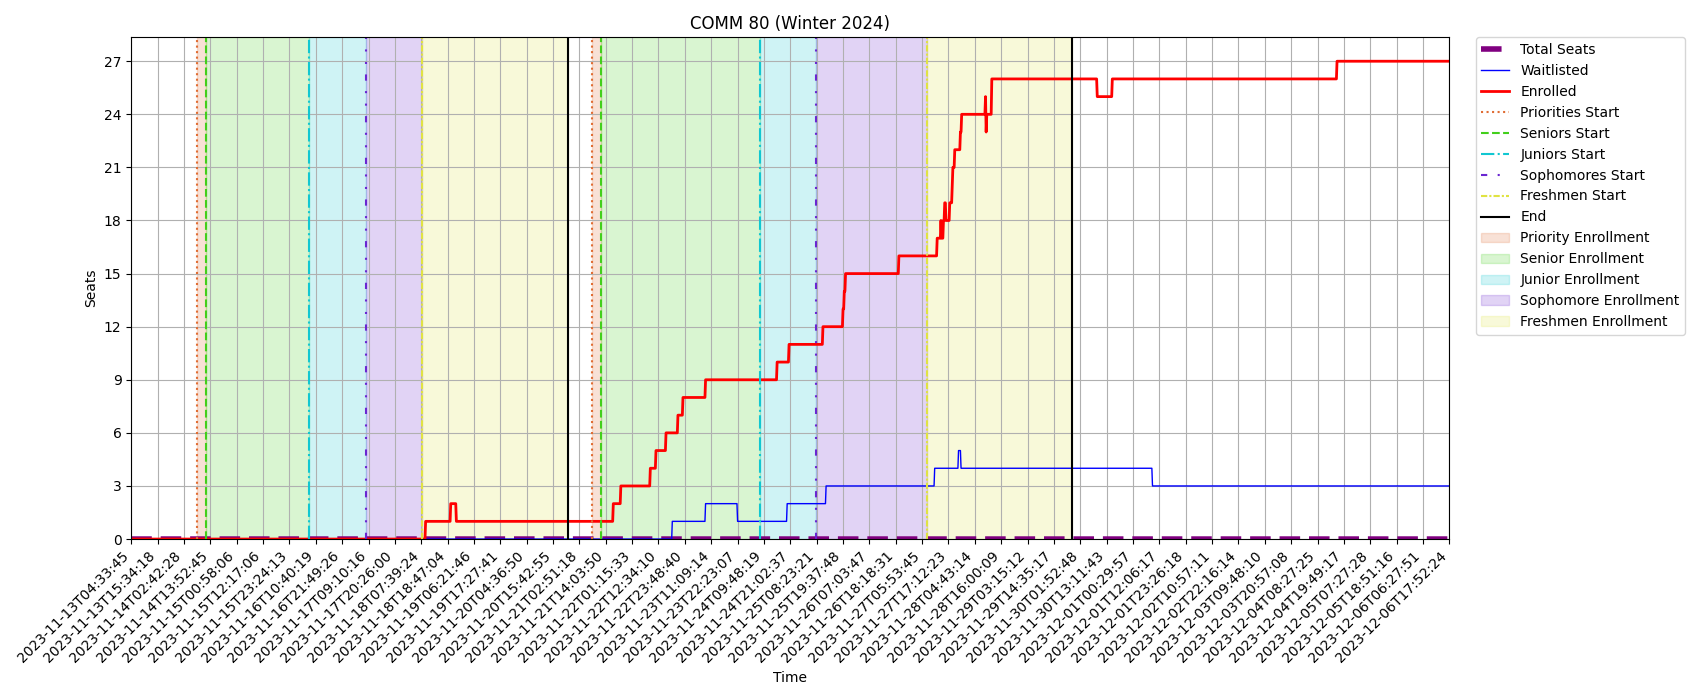 COMM 80 (Winter 2024)
27
24
21
18
15
12
9
6
3
0
Seats
2023-11-13T04:33:45
2023-11-13T15:34:18
2023-11-14T02:42:28
2023-11-14T13:52:45
2023-11-15T00:58:06
2023-11-15T12:17:06
2023-11-15T23:24:13
2023-11-16T10:40:19
2023-11-16T21:49:26
2023-11-17T09:10:16
2023-11-17T20:26:00
2023-11-18T07:39:24
2023-11-18T18:47:04
2023-11-19T06:21:46
2023-11-19T17:27:41
2023-11-20T04:36:50
2023-11-20T15:42:55
2023-11-21T02:51:18
2023-11-21T14:03:50
2023-11-22T01:15:33
2023-11-22T12:34:10
2023-11-22T23:48:40
2023-11-23T11:09:14
2023-11-23T22:23:07
2023-11-24T09:48:19
2023-11-24T21:02:37
2023-11-25T08:23:21
2023-11-25T19:37:48
2023-11-26T07:03:47
2023-11-26T18:18:31
2023-11-27T05:53:45
2023-11-27T17:12:23
2023-11-28T04:43:14
2023-11-28T16:00:09
2023-11-29T03:15:12
2023-11-29T14:35:17
2023-11-30T01:52:48
2023-11-30T13:11:43
2023-12-01T00:29:57
2023-12-01T12:06:17
2023-12-01T23:26:18
2023-12-02T10:57:11
2023-12-02T22:16:14
2023-12-03T09:48:10
2023-12-03T20:57:08
2023-12-04T08:27:25
2023-12-04T19:49:17
2023-12-05T07:27:28
2023-12-05T18:51:16
2023-12-06T06:27:51
2023-12-06T17:52:24
Time
Total Seats
Waitlisted
Enrolled
Priorities Start
Seniors Start
Juniors Start
Sophomores Start
Freshmen Start
End
Priority Enrollment
Senior Enrollment
Junior Enrollment
Sophomore Enrollment
Freshmen Enrollment